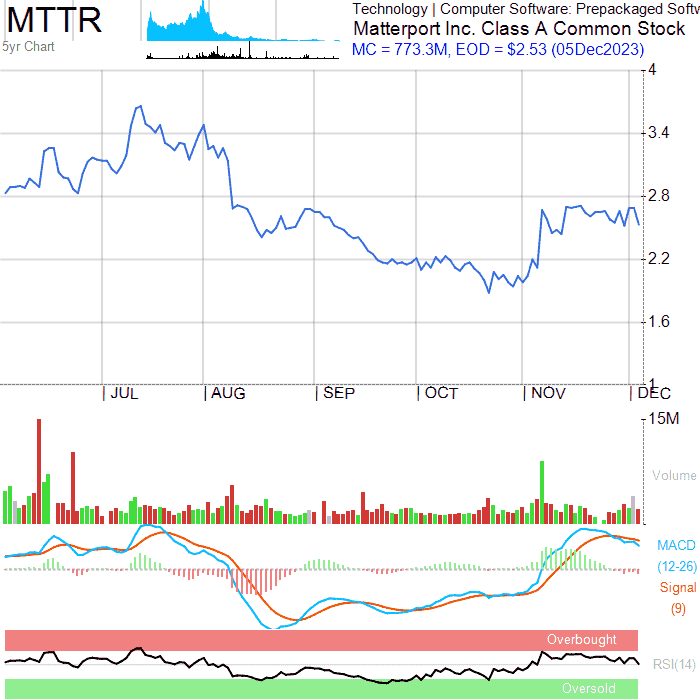 MTTR
5yr Chart
Technology | Computer Software: Prepackaged Softw
Matterport Inc. Class A Common Stock
MC = 773.3M, EOD = $2.53 (05Dec2023)
4
3.4
2.8
2.2
1.6
1
JUL AUG SEP OCT NOV DEC
15M
Volume
MACD
(12-26)
Signal
(9)
Overbought
RSI(14)
Oversold